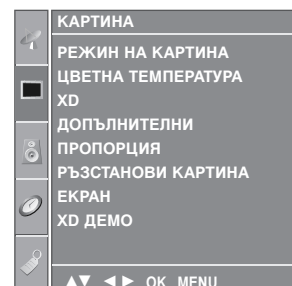 КАРТИНА
РЕЖИН НА КАРТИНА
ЦВЕТНА ТЕМПЕРАТУРА
XD
ДОПЪЛНИТЕЛНИ
ПРОПОРЦИЯ
РЪЗСТАНОВИ КАРТИНА
ЕКРАН
XD ДЕМО
▲▼ ◄► OK MENU